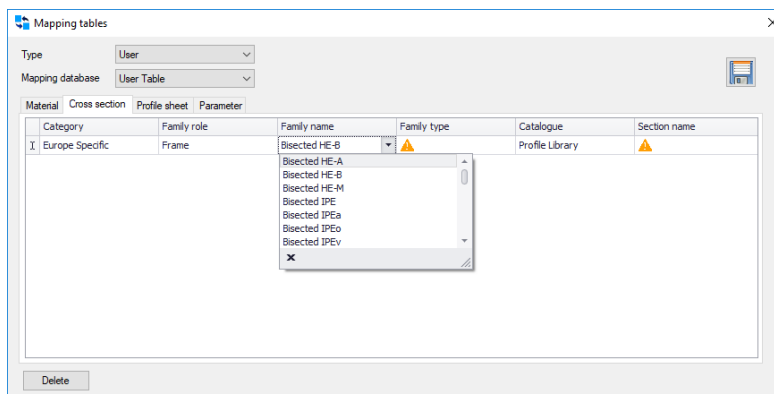 Mapping tables
Type User
Mapping database User Table
Material Cross section Profile sheet Parameter
Category Family role Family name Family type Catalogue Section name
Europe Specific Frame Bisected HE-B Profile Library
Bisected HE-A
Bisected HE-B
Bisected HE-M
Bisected IPE
Bisected IPEa
Bisected IPEo
Bisected IPEv
Delete